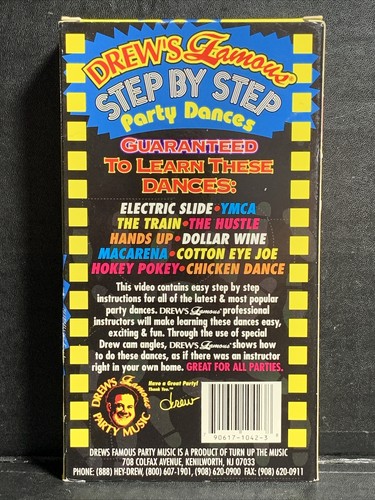 DREW'S Famous®
STEP BY STEP
Party Dances
GUARANTEED
TO LEARN THESE
DANCES:
ELECTRIC SLIDE • YMCA
THE TRAIN • THE HUSTLE
HANDS UP • DOLLAR WINE
MACARENA • COTTON EYE JOE
HOKEY POKEY • CHICKEN DANCE
This video contains easy step by step
instructions for all of the latest & most popular
party dances. DREW'S Famous® professional
instructors will make learning these dances easy,
exciting & fun. Through the use of special
Drew cam angles, DREW'S Famous® shows how
to do these dances, as if there was an instructor
right in your own home. GREAT FOR ALL PARTIES.
DREW'S Famous
PARTY MUSIC
Have a Great Party!
Thank You.
Drew
90617-1042-3
DREWS FAMOUS PARTY MUSIC IS A PRODUCT OF TURN UP THE MUSIC
708 COLFAX AVENUE, KENILWORTH, NJ 07033
PHONE: (888) HEY-DREW, (800) 607-1901, (908) 620-0900 FAX: (908) 620-0911